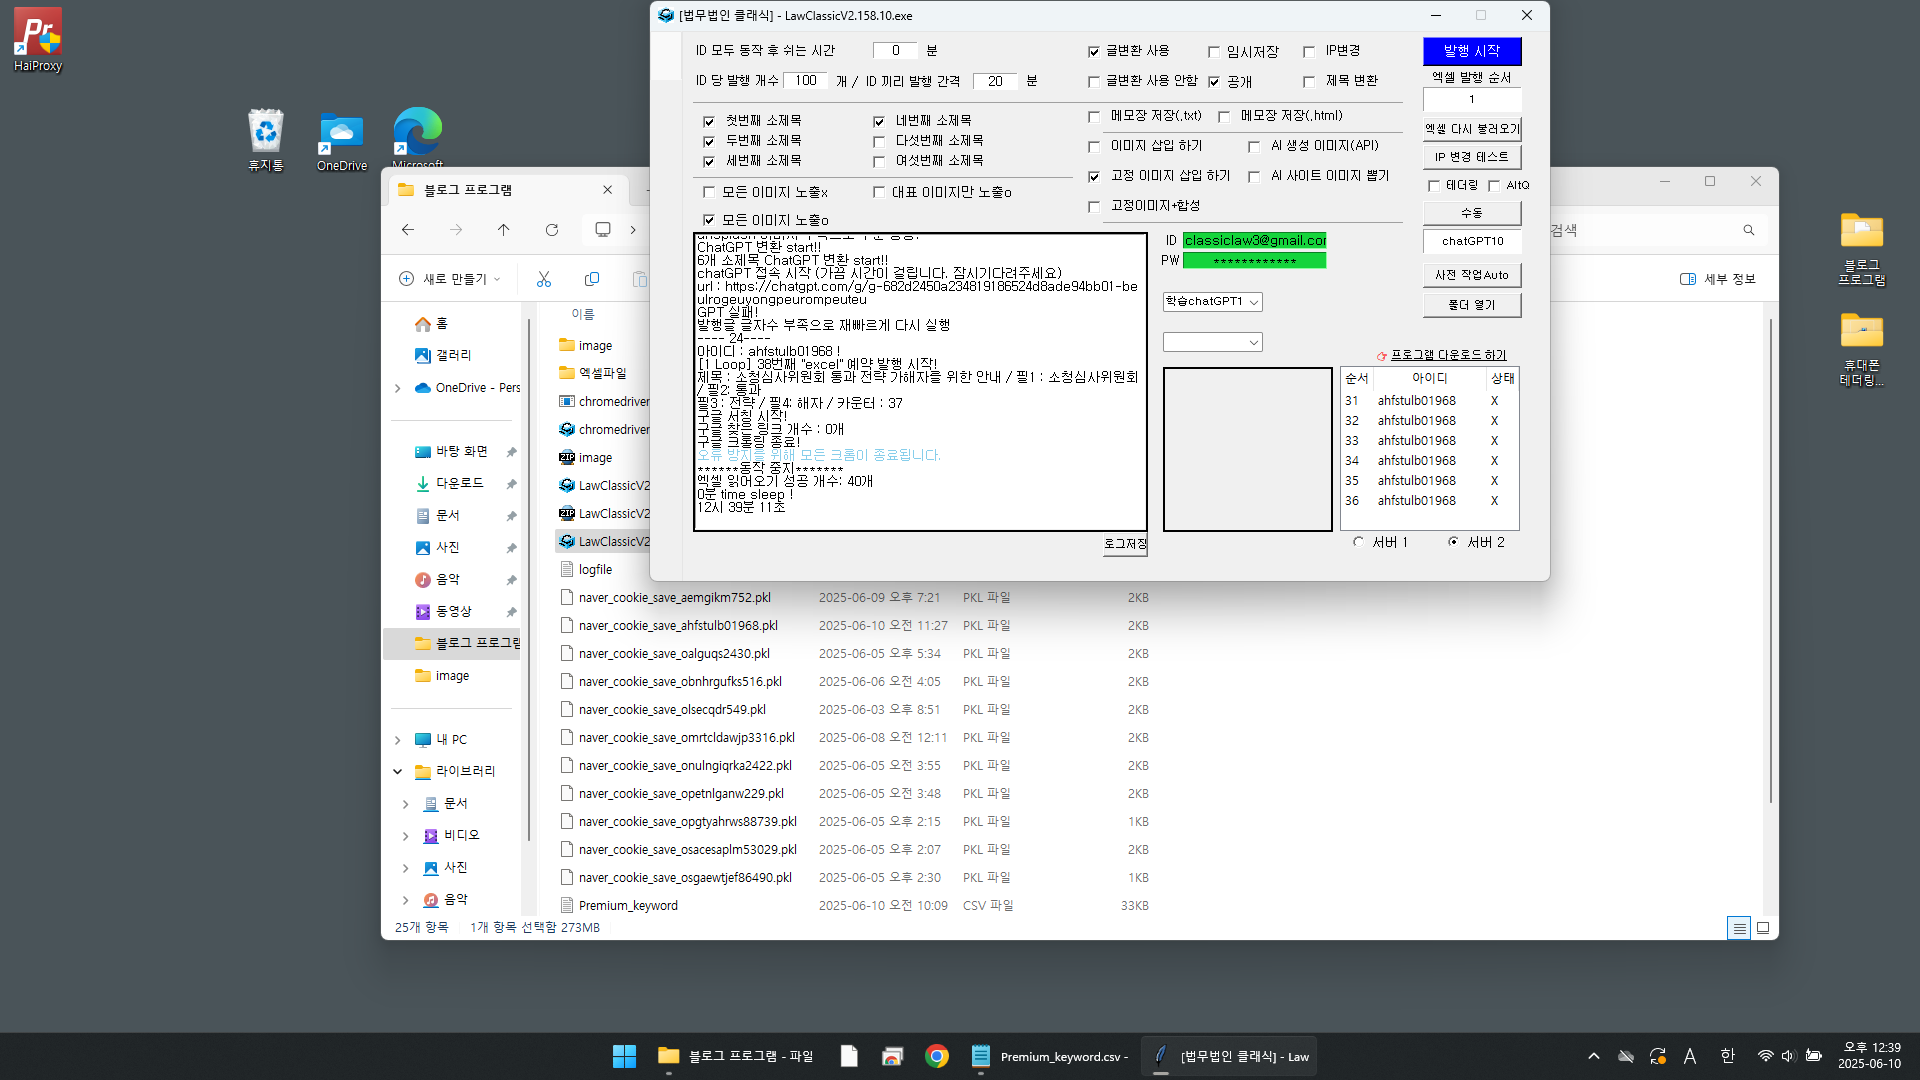 HaiProxy
휴지통
OneDrive
Microsoft
[법무법인 클래식] - LawClassicV2.158.10.exe
ID 모두 동작 후 쉬는 시간 0 분
ID 당 발행 개수 100 개 / ID 끼리 발행 간격 20 분
첫번째 소제목
네번째 소제목
두번째 소제목
다섯번째 소제목
세번째 소제목
여섯번째 소제목
모든 이미지 노출x
대표 이미지만 노출o
모든 이미지 노출o
글변환 사용
임시저장
IP변경
글변환 사용 안함
공개
제목 변환
메모장 저장(.txt)
메모장 저장(.html)
이미지 삽입 하기
AI 생성 이미지(API)
고정 이미지 삽입 하기
AI 사이트 이미지 뽑기
고정이미지+합성
발행 시작
엑셀 발행 순서
1
엑셀 다시 불러오기
IP 변경 테스트
테더링
AltQ
수동
chatGPT10
사전 작업Auto
폴더 열기
프로그램 다운로드 하기
ChatGPT 변환 start!!
6개 소제목 ChatGPT 변환 start!!
chatGPT 접속 시작 (가끔 시간이 걸립니다. 잠시기다려주세요)
url : https://chatgpt.com/g/g-682d2450a234819186524d8ade94bb01-be
ulrogeuyongpeurompeuteu
GPT 실패!
발행글 글자수 부족으로 재빠르게 다시 실행
---- 24----
아이디 : ahfstulb01968 !
[1 Loop] 38번째 "excel" 예약 발행 시작!
제목 : 소청심사위원회 통과 전략 가해자를 위한 안내 / 필1 : 소청심사위원회
/ 필2: 통과
필3 : 전략 / 필4: 해자 / 카운터 : 37
구글 서칭 시작!
구글 찾은 링크 개수 : 0개
구글 크롤링 종료!
오류 방지를 위해 모든 크롬이 종료됩니다.
******동작 중지*******
엑셀 읽어오기 성공 개수: 40개
0분 time sleep !
12시 39분 11초
로그저장
ID classiclaw3@gmail.co
PW ************
학습chatGPT1
순서 아이디 상태
31 ahfstulb01968 X
32 ahfstulb01968 X
33 ahfstulb01968 X
34 ahfstulb01968 X
35 ahfstulb01968 X
36 ahfstulb01968 X
서버 1
서버 2
블로그 프로그램
검색
새로 만들기
세부 정보
홈
갤러리
OneDrive - Pers
바탕 화면
다운로드
문서
사진
음악
동영상
블로그 프로그램
image
내 PC
라이브러리
문서
비디오
사진
음악
이름
image
엑셀파일
chromedriver
chromedriver
image
LawClassicV2
LawClassicV2
LawClassicV2
logfile
naver_cookie_save_aemgikm752.pkl 2025-06-09 오후 7:21 PKL 파일 2KB
naver_cookie_save_ahfstulb01968.pkl 2025-06-10 오전 11:27 PKL 파일 2KB
naver_cookie_save_oalguqs2430.pkl 2025-06-05 오후 5:34 PKL 파일 2KB
naver_cookie_save_obnhrgufks516.pkl 2025-06-06 오전 4:05 PKL 파일 2KB
naver_cookie_save_olsecqdr549.pkl 2025-06-03 오후 8:51 PKL 파일 2KB
naver_cookie_save_omrtcldawjp3316.pkl 2025-06-08 오전 12:11 PKL 파일 2KB
naver_cookie_save_onulngiqrka2422.pkl 2025-06-05 오전 3:55 PKL 파일 2KB
naver_cookie_save_opetnlganw229.pkl 2025-06-05 오전 3:48 PKL 파일 2KB
naver_cookie_save_opgtyahrws88739.pkl 2025-06-05 오후 2:15 PKL 파일 1KB
naver_cookie_save_osacesaplm53029.pkl 2025-06-05 오후 2:07 PKL 파일 2KB
naver_cookie_save_osgaewtjef86490.pkl 2025-06-05 오후 2:30 PKL 파일 1KB
Premium_keyword 2025-06-10 오전 10:09 CSV 파일 33KB
25개 항목 1개 항목 선택함 273MB
블로그
프로그램
휴대폰
테더링...
블로그 프로그램 - 파일
Premium_keyword.csv -
[법무법인 클래식] - Law
A
한
오후 12:39
2025-06-10